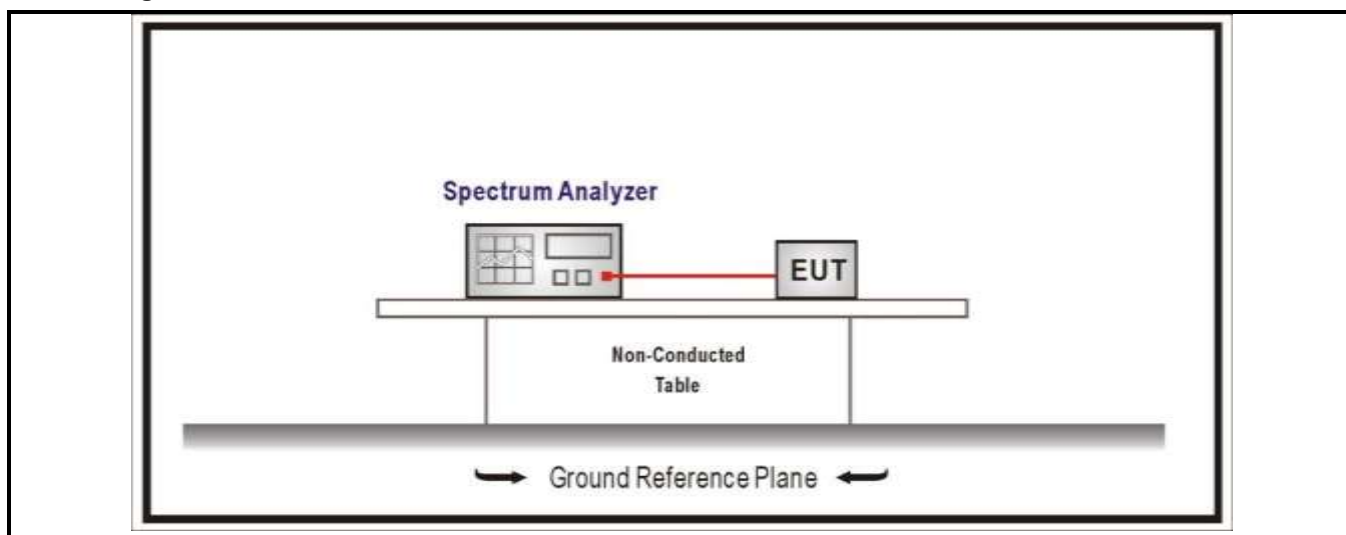 Spectrum Analyzer
EUT
Non-Conducted
Table
Ground Reference Plane